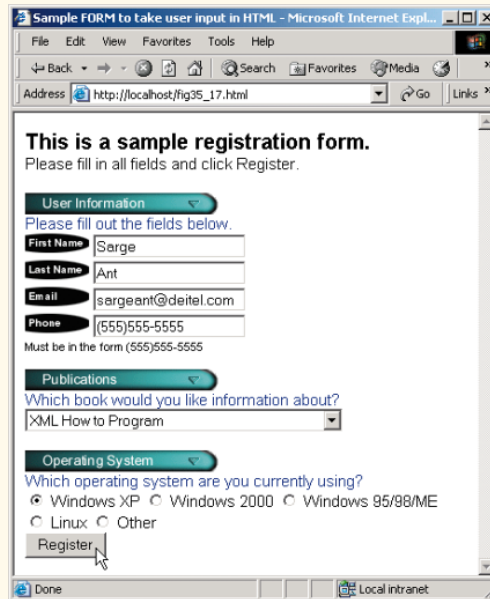 Sample FORM to take user input in HTML - Microsoft Internet Expl...
File Edit View Favorites Tools Help
Back Search Favorites Media »
Address http://localhost/fig35_17.html Go Links »
This is a sample registration form.
Please fill in all fields and click Register.
User Information
Please fill out the fields below.
First Name Sarge
Last Name Ant
Email sargeant@deitel.com
Phone (555)555-5555
Must be in the form (555)555-5555
Publications
Which book would you like information about?
XML How to Program
Operating System
Which operating system are you currently using?
Windows XP Windows 2000 Windows 95/98/ME
Linux Other
Register
Done Local intranet